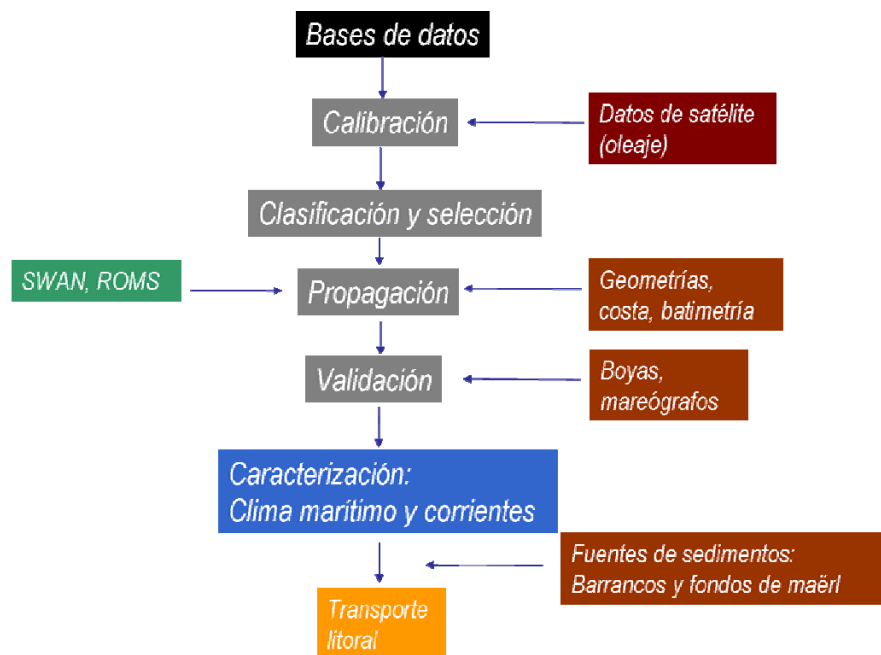 Bases de datos
Calibración
Datos de satélite
(oleaje)
Clasificación y selección
SWAN, ROMS
Propagación
Geometrías,
costa, batimetría
Validación
Boyas,
mareógrafos
Caracterización:
Clima marítimo y corrientes
Fuentes de sedimentos:
Barrancos y fondos de maërl
Transporte
litoral